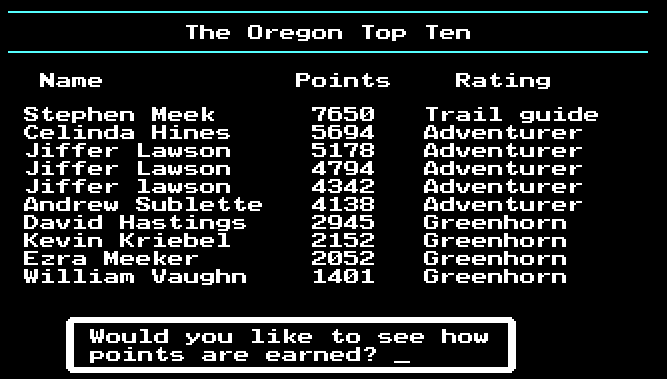 The Oregon Top Ten
Name Points Rating
Stephen Meek 7650 Trail guide
Celinda Hines 5694 Adventurer
Jiffer Lawson 5178 Adventurer
Jiffer Lawson 4794 Adventurer
Jiffer lawson 4342 Adventurer
Andrew Sublette 4138 Adventurer
David Hastings 2945 Greenhorn
Kevin Kriebel 2152 Greenhorn
Ezra Meeker 2052 Greenhorn
William Vaughn 1401 Greenhorn
Would you like to see how
points are earned? _